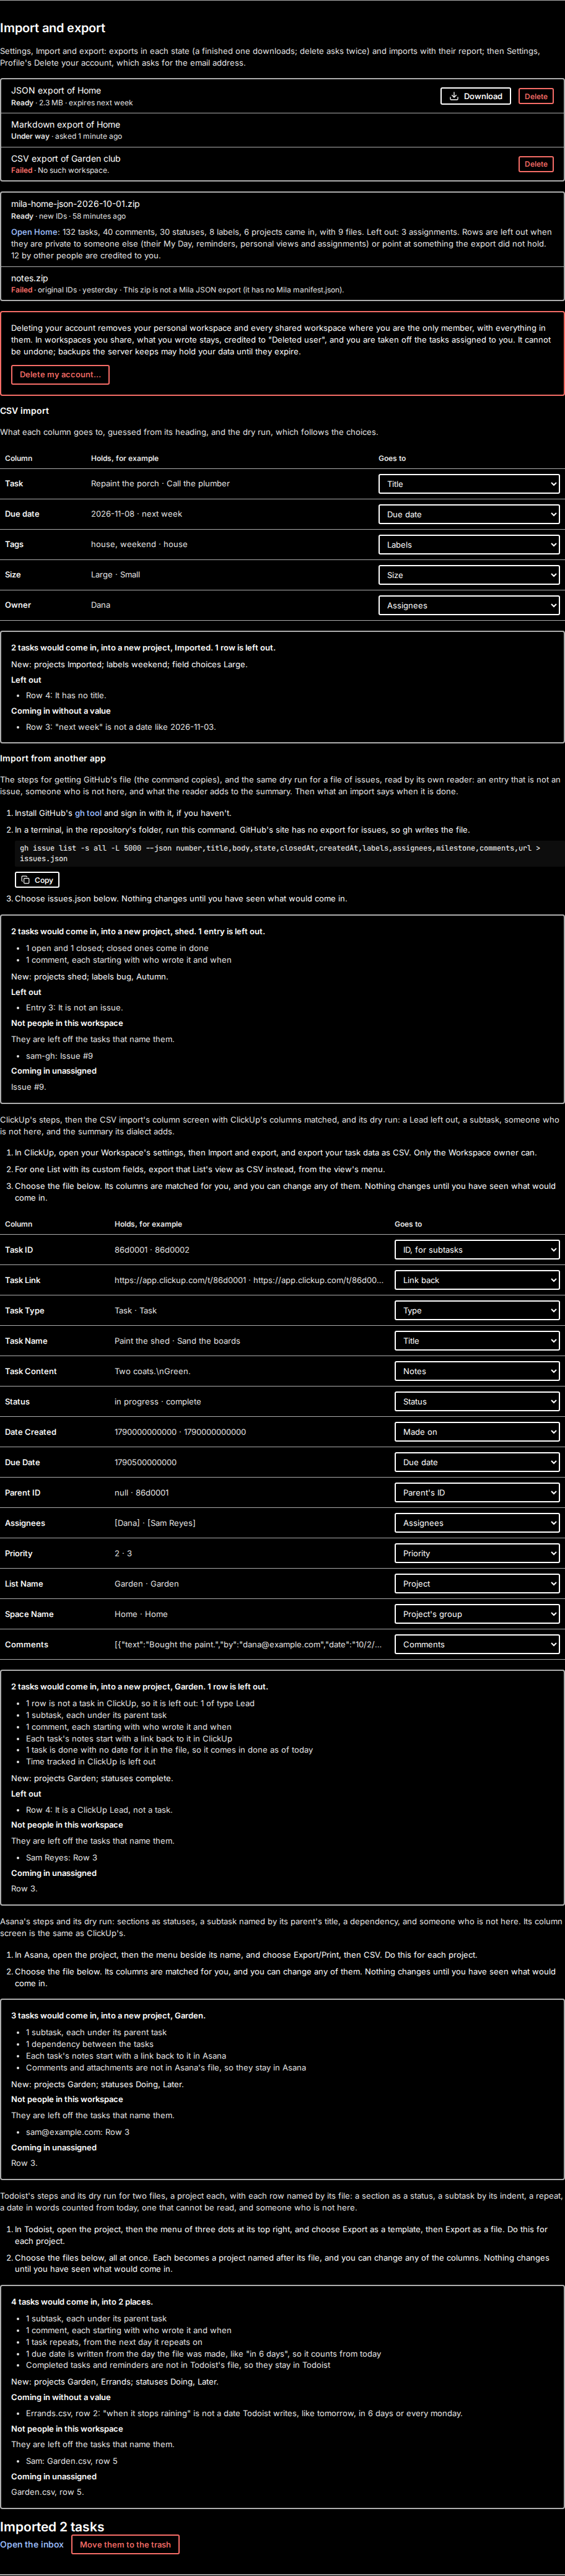 Import and export
Settings, Import and export: exports in each state (a finished one downloads; delete asks twice) and imports with their report; then Settings,
Profile's Delete your account, which asks for the email address.
JSON export of Home
Ready · 2.3 MB · expires next week
Download
Delete
Markdown export of Home
Under way · asked 1 minute ago
CSV export of Garden club
Failed · No such workspace.
Delete
mila-home-json-2026-10-01.zip
Ready · new IDs · 58 minutes ago
Open Home: 132 tasks, 40 comments, 30 statuses, 8 labels, 6 projects came in, with 9 files. Left out: 3 assignments. Rows are left out when
they are private to someone else (their My Day, reminders, personal views and assignments) or point at something the export did not hold.
12 by other people are credited to you.
notes.zip
Failed · original IDs · yesterday · This zip is not a Mila JSON export (it has no Mila manifest.json).
Deleting your account removes your personal workspace and every shared workspace where you are the only member, with everything in
them. In workspaces you share, what you wrote stays, credited to "Deleted user", and you are taken off the tasks assigned to you. It cannot
be undone; backups the server keeps may hold your data until they expire.
Delete my account…
CSV import
What each column goes to, guessed from its heading, and the dry run, which follows the choices.
Column Holds, for example Goes to
Task Repaint the porch · Call the plumber Title
Due date 2026-11-08 · next week Due date
Tags house, weekend · house Labels
Size Large · Small Size
Owner Dana Assignees
2 tasks would come in, into a new project, Imported. 1 row is left out.
New: projects Imported; labels weekend; field choices Large.
Left out
• Row 4: It has no title.
Coming in without a value
• Row 3: "next week" is not a date like 2026-11-03.
Import from another app
The steps for getting GitHub's file (the command copies), and the same dry run for a file of issues, read by its own reader: an entry that is not an
issue, someone who is not here, and what the reader adds to the summary. Then what an import says when it is done.
1. Install GitHub's gh tool and sign in with it, if you haven't.
2. In a terminal, in the repository's folder, run this command. GitHub's site has no export for issues, so gh writes the file.
gh issue list -s all -L 5000 --json number,title,body,state,closedAt,createdAt,labels,assignees,milestone,comments,url >
issues.json
Copy
3. Choose issues.json below. Nothing changes until you have seen what would come in.
2 tasks would come in, into a new project, shed. 1 entry is left out.
• 1 open and 1 closed; closed ones come in done
• 1 comment, each starting with who wrote it and when
New: projects shed; labels bug, Autumn.
Left out
• Entry 3: It is not an issue.
Not people in this workspace
They are left off the tasks that name them.
• sam-gh: Issue #9
Coming in unassigned
Issue #9.
ClickUp's steps, then the CSV import's column screen with ClickUp's columns matched, and its dry run: a Lead left out, a subtask, someone who
is not here, and the summary its dialect adds.
1. In ClickUp, open your Workspace's settings, then Import and export, and export your task data as CSV. Only the Workspace owner can.
2. For one List with its custom fields, export that List's view as CSV instead, from the view's menu.
3. Choose the file below. Its columns are matched for you, and you can change any of them. Nothing changes until you have seen what would
come in.
Column Holds, for example Goes to
Task ID 86d0001 · 86d0002 ID, for subtasks
Task Link https://app.clickup.com/t/86d0001 · https://app.clickup.com/t/86d00… Link back
Task Type Task · Task Type
Task Name Paint the shed · Sand the boards Title
Task Content Two coats.\nGreen. Notes
Status in progress · complete Status
Date Created 1790000000000 · 1790000000000 Made on
Due Date 1790500000000 Due date
Parent ID null · 86d0001 Parent's ID
Assignees [Dana] · [Sam Reyes] Assignees
Priority 2 · 3 Priority
List Name Garden · Garden Project
Space Name Home · Home Project's group
Comments [{"text":"Bought the paint.","by":"dana@example.com","date":"10/2/… Comments
2 tasks would come in, into a new project, Garden. 1 row is left out.
• 1 row is not a task in ClickUp, so it is left out: 1 of type Lead
• 1 subtask, each under its parent task
• 1 comment, each starting with who wrote it and when
• Each task's notes start with a link back to it in ClickUp
• 1 task is done with no date for it in the file, so it comes in done as of today
• Time tracked in ClickUp is left out
New: projects Garden; statuses complete.
Left out
• Row 4: It is a ClickUp Lead, not a task.
Not people in this workspace
They are left off the tasks that name them.
• Sam Reyes: Row 3
Coming in unassigned
Row 3.
Asana's steps and its dry run: sections as statuses, a subtask named by its parent's title, a dependency, and someone who is not here. Its column
screen is the same as ClickUp's.
1. In Asana, open the project, then the menu beside its name, and choose Export/Print, then CSV. Do this for each project.
2. Choose the file below. Its columns are matched for you, and you can change any of them. Nothing changes until you have seen what would
come in.
3 tasks would come in, into a new project, Garden.
• 1 subtask, each under its parent task
• 1 dependency between the tasks
• Each task's notes start with a link back to it in Asana
• Comments and attachments are not in Asana's file, so they stay in Asana
New: projects Garden; statuses Doing, Later.
Not people in this workspace
They are left off the tasks that name them.
• sam@example.com: Row 3
Coming in unassigned
Row 3.
Todoist's steps and its dry run for two files, a project each, with each row named by its file: a section as a status, a subtask by its indent, a repeat,
a date in words counted from today, one that cannot be read, and someone who is not here.
1. In Todoist, open the project, then the menu of three dots at its top right, and choose Export as a template, then Export as a file. Do this for
each project.
2. Choose the files below, all at once. Each becomes a project named after its file, and you can change any of the columns. Nothing changes
until you have seen what would come in.
4 tasks would come in, into 2 places.
• 1 subtask, each under its parent task
• 1 comment, each starting with who wrote it and when
• 1 task repeats, from the next day it repeats on
• 1 due date is written from the day the file was made, like "in 6 days", so it counts from today
• Completed tasks and reminders are not in Todoist's file, so they stay in Todoist
New: projects Garden, Errands; statuses Doing, Later.
Coming in without a value
• Errands.csv, row 2: "when it stops raining" is not a date Todoist writes, like tomorrow, in 6 days or every monday.
Not people in this workspace
They are left off the tasks that name them.
• Sam: Garden.csv, row 5
Coming in unassigned
Garden.csv, row 5.
Imported 2 tasks
Open the inbox
Move them to the trash